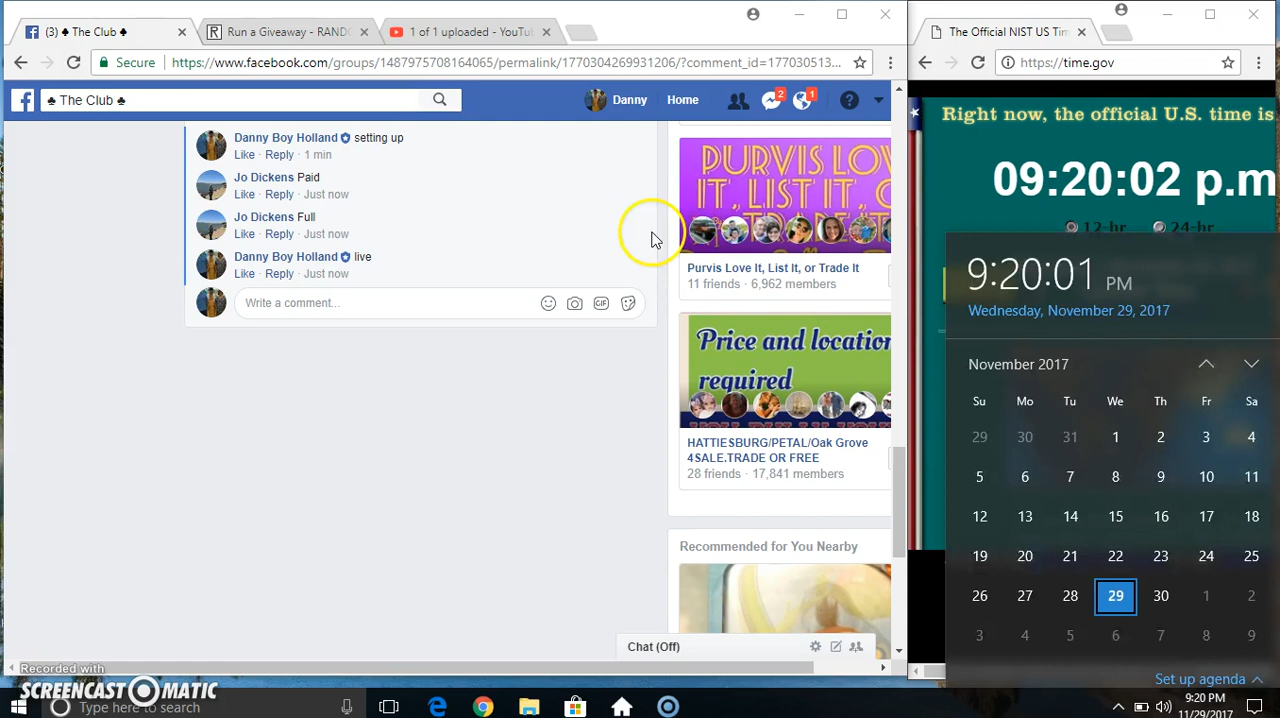 (3) ♣ The Club ♣
Run a Giveaway - RAND
1 of 1 uploaded - YouTu
The Official NIST US Tim
Secure
https://www.facebook.com/groups/1487975708164065/permalink/1770304269931206/?comment_id=177030513...
https://time.gov
♣ The Club ♣
Danny
Home
2
1
Right now, the official U.S. time is
09:20:02 p.m
12-hr
24-hr
Danny Boy Holland setting up
Like · Reply · 1 min
Jo Dickens Paid
Like · Reply · Just now
Jo Dickens Full
Like · Reply · Just now
Danny Boy Holland live
Like · Reply · Just now
Write a comment...
GIF
PURVIS LOV
IT, LIST IT, O
Purvis Love It, List It, or Trade It
11 friends · 6,962 members
Price and location
required
HATTIESBURG/PETAL/Oak Grove
4SALE.TRADE OR FREE
28 friends · 17,841 members
Recommended for You Nearby
Chat (Off)
9:20:01 PM
Wednesday, November 29, 2017
November 2017
Su Mo Tu We Th Fr Sa
29 30 31 1 2 3 4
5 6 7 8 9 10 11
12 13 14 15 16 17 18
19 20 21 22 23 24 25
26 27 28 29 30 1 2
3 4 5 6 7 8 9
Set up agenda
Recorded with
SCREENCAST-O-MATIC
Type here to search
9:20 PM
11/29/2017